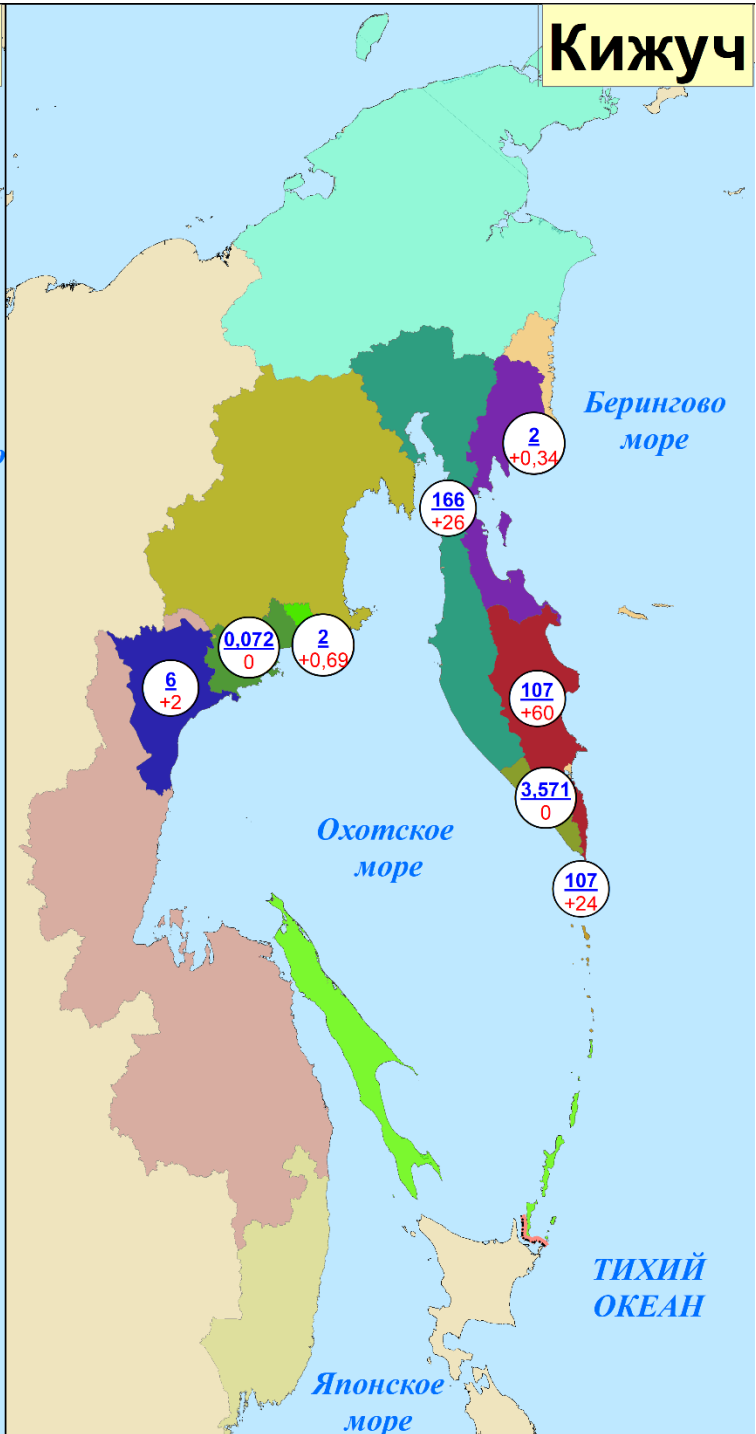 Кижуч
Берингово
море
2
+0,34
166
+26
0,072
0
2
+0,69
6
+2
107
+60
3,571
0
Охотское
море
107
+24
ТИХИЙ
ОКЕАН
Японское
море